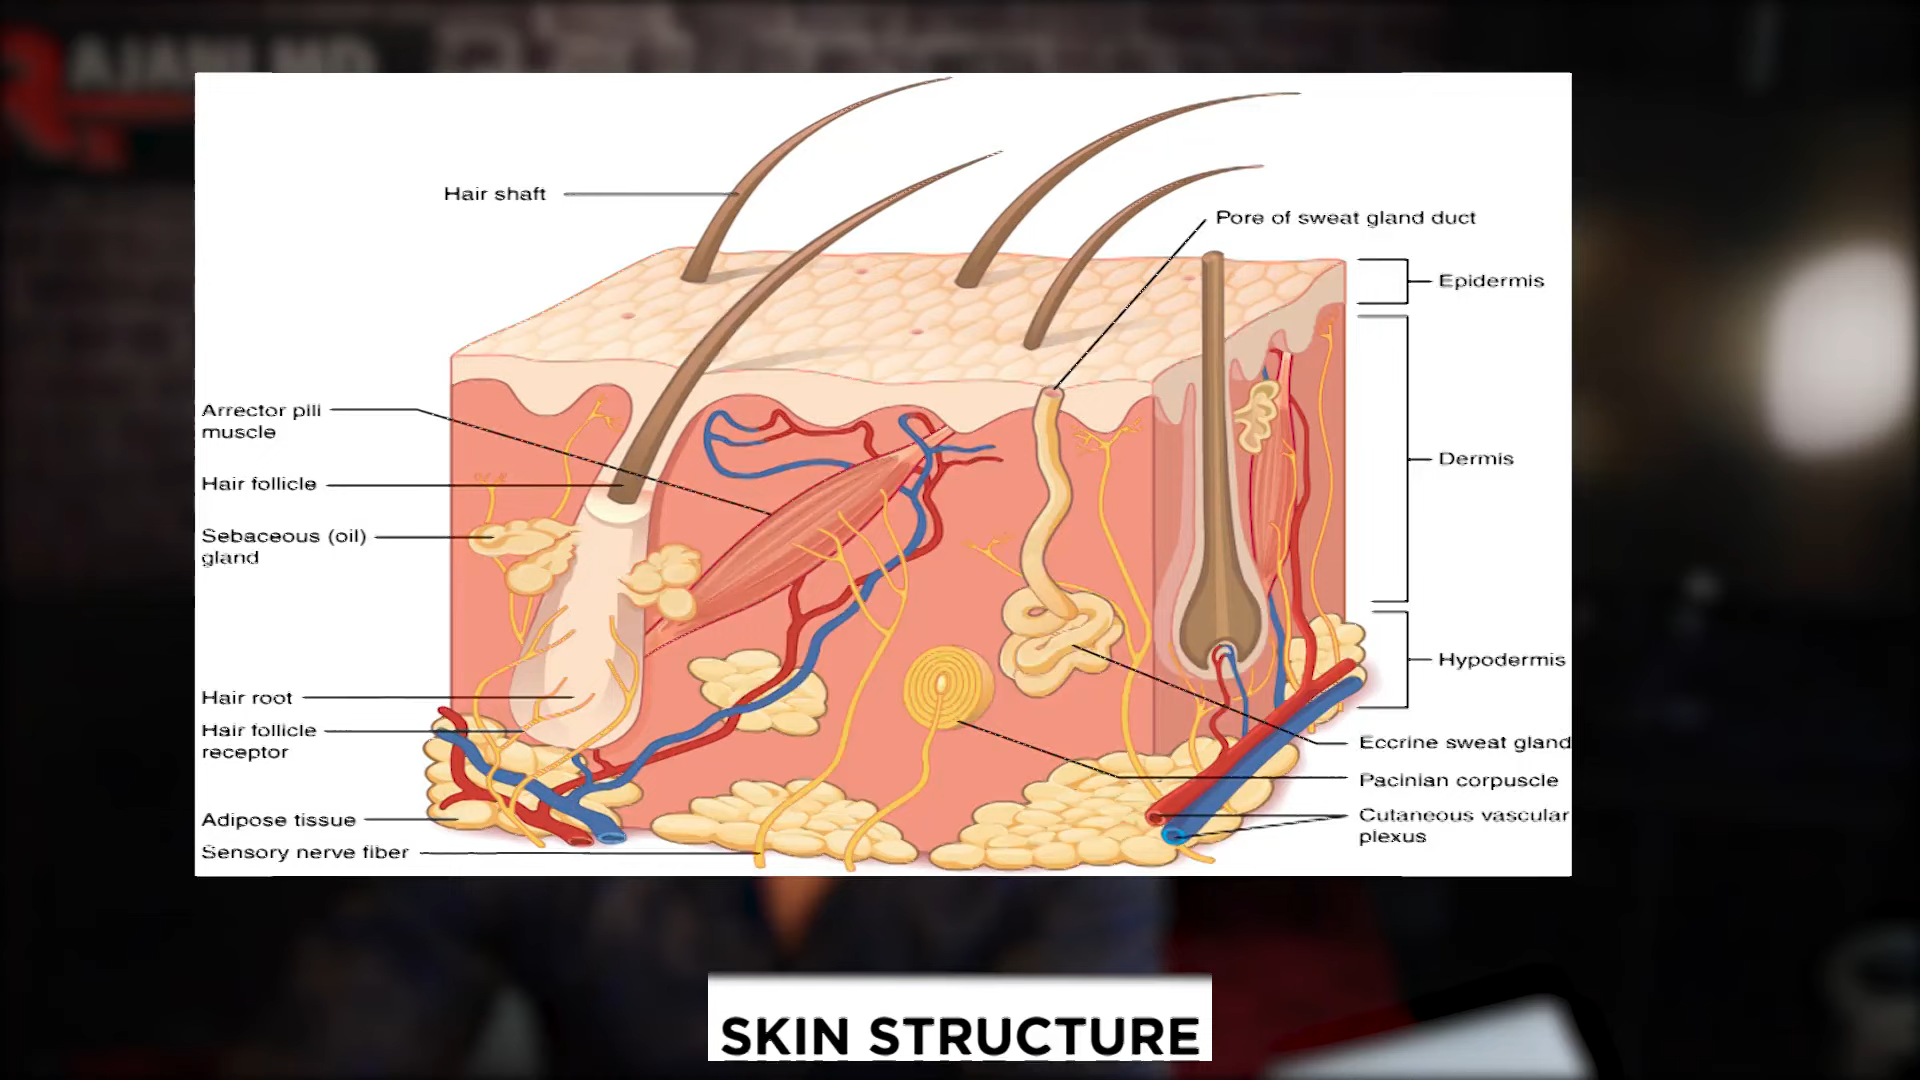 AJANI MD
Hair shaft
Pore of sweat gland duct
Epidermis
Arrector pili
muscle
Dermis
Hair follicle
Sebaceous (oil)
gland
Hypodermis
Hair root
Hair follicle
receptor
Eccrine sweat gland
Pacinian corpuscle
Adipose tissue
Cutaneous vascular
plexus
Sensory nerve fiber
SKIN STRUCTURE